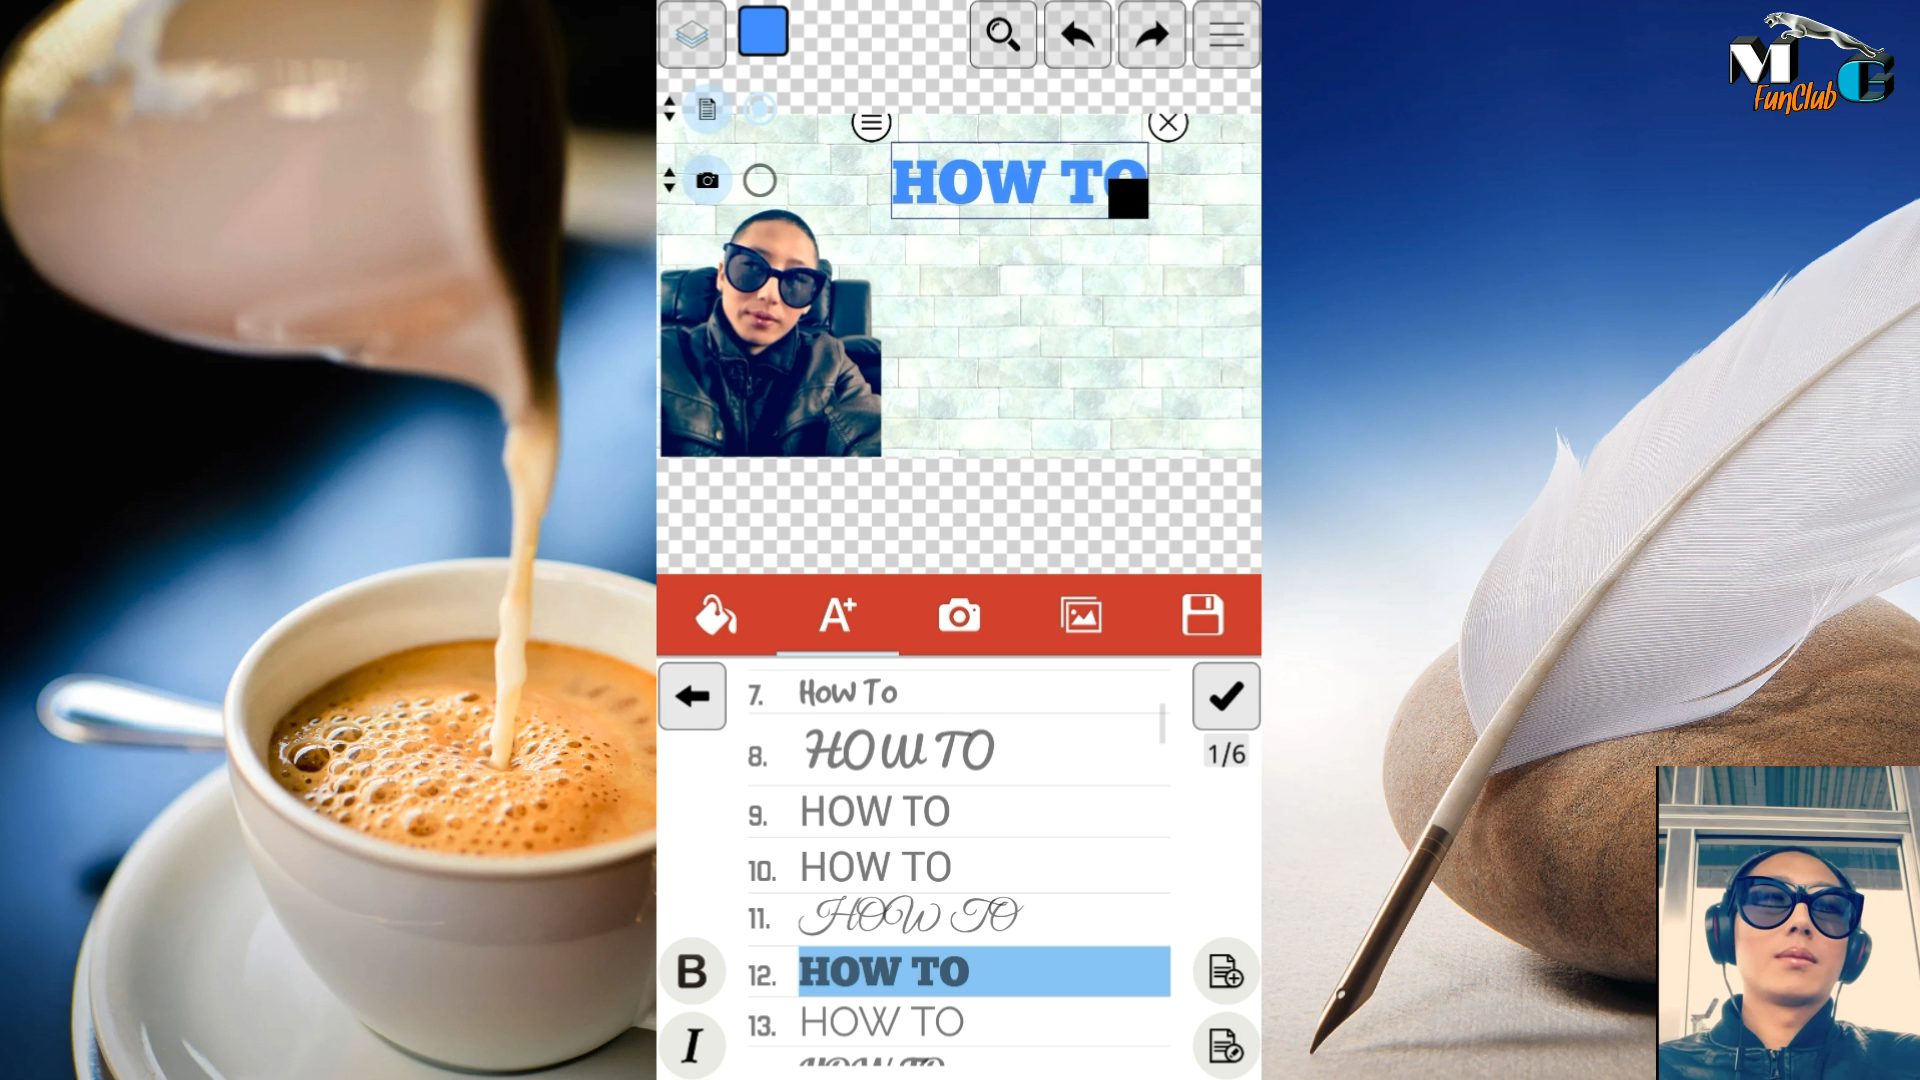 M G
FunClub
HOW TO
A+
7. How To
8. HOW TO
9. HOW TO
10. HOW TO
11. HOW TO
12. HOW TO
13. HOW TO
1/6
B
I